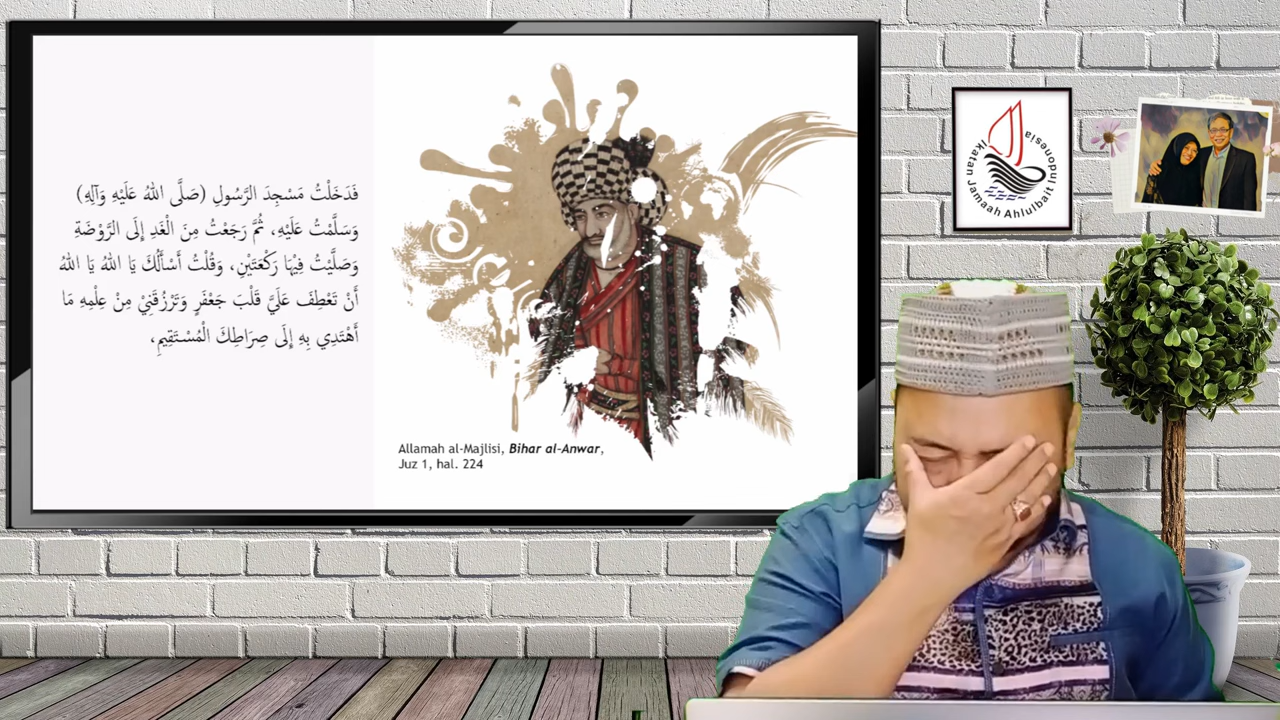 فَدَخَلْتُ مَسْجِدَ الرَّسُولِ (صَلَّى اللهُ عَلَيْهِ وَآلِهِ)
وَسَلَّمْتُ عَلَيْهِ، ثُمَّ رَجَعْتُ مِنَ الْغَدِ إِلَى الرَّوْضَةِ
وَصَلَّيْتُ فِيْهَا رَكْعَتَيْنِ، وَقُلْتُ أَسْأَلُكَ يَا اللهُ يَا اللهُ
أَنْ تَعْطِفَ عَلَيَّ قَلْبَ جَعْفَرٍ وَتَرْزُقَنِيْ مِنْ عِلْمِهِ مَا
أَهْتَدِي بِهِ إِلَى صِرَاطِكَ الْمُسْتَقِيمِ،
Allamah al-Majlisi, Bihar al-Anwar,
Juz 1, hal. 224
Ikatan Jamaah Ahlulbait Indonesia